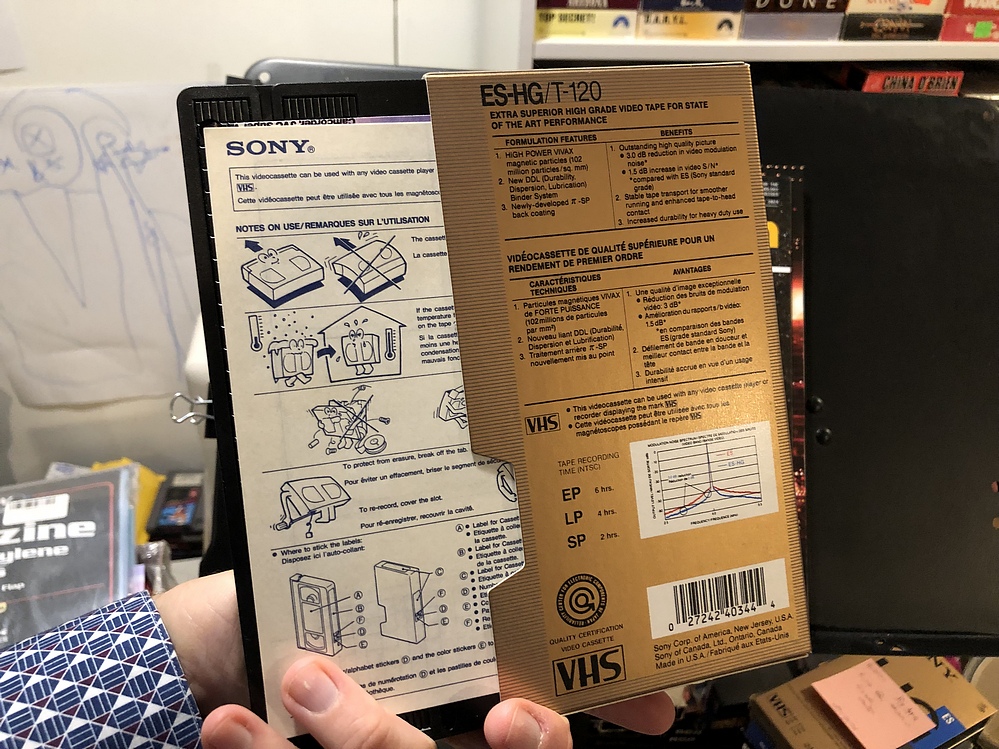 TOP SECRET!
D.A.R.Y.L.
DUNE
CHINA O'BRIEN
SONY®
This videocassette can be used with any video cassette player
VHS.
Cette vidéocassette peut être utilisée avec tous les
NOTES ON USE/REMARQUES SUR L'UTILISATION
The
La cassette
If the
temperature
on the tape
Si la
moins une
To protect from erasure, break off the tab.
Pour éviter un effacement, briser le segment de
To re-record, cover the slot.
Pour ré-enregistrer, recouvrir la cavité.
• Where to stick the labels:
Disposez ici l'auto-collant:
Ⓐ • Label for
Etiquette à
la cassette.
Ⓑ • Label for
Etiquette à
de la cassette.
Ⓒ • Label for
ES-HG/T-120
EXTRA SUPERIOR HIGH GRADE VIDEO TAPE FOR STATE
OF THE ART PERFORMANCE
FORMULATION FEATURES
1. HIGH POWER VIVAX
magnetic particles (102
million particles/sq. mm)
2. New DDL (Durability,
Dispersion, Lubrication)
Binder System
3. Newly-developed π-SP
back coating
BENEFITS
1. Outstanding high quality picture
• 3.0 dB reduction in video modulation
noise*
• 1.5 dB increase in video S/N*
*compared with ES (Sony standard
grade)
2. Stable tape transport for smoother
running and enhanced tape-to-head
contact
3. Increased durability for heavy duty use
VIDÉOCASSETTE DE QUALITÉ SUPÉRIEURE POUR UN
RENDEMENT DE PREMIER ORDRE
CARACTÉRISTIQUES
TECHNIQUES
1. Particules magnétiques VIVAX
de FORTE PUISSANCE
(102 millions de particules
par mm²)
2. Nouveau liant DDL (Durabilité,
Dispersion et Lubrification)
3. Traitement arrière π-SP
nouvellement mis au point
AVANTAGES
1. Une qualité d'image exceptionnelle
• Réduction des bruits de modulation
vidéo: 3 dB*
• Amélioration du rapport s/b vidéo:
1.5 dB*
*en comparaison des bandes
ES (grade standard Sony)
2. Défilement de bande en douceur et
meilleur contact entre la bande et la
tête
3. Durabilité accrue en vue d'un usage
intensif
VHS
• This videocassette can be used with any video cassette player or
recorder displaying the mark VHS
• Cette vidéocassette peut être utilisée avec tous les
magnétoscopes possédant le repère VHS
TAPE RECORDING
TIME (NTSC)
EP 6 hrs.
LP 4 hrs.
SP 2 hrs.
ES
ES-HG
QUALITY CERTIFICATION
VIDEO CASSETTE
VHS
0 27242 40344 4
Sony Corp. of America, New Jersey, U.S.A.
Sony of Canada, Ltd., Ontario, Canada
Made in U.S.A./Fabriqué aux Etats-Unis
VHS
ES